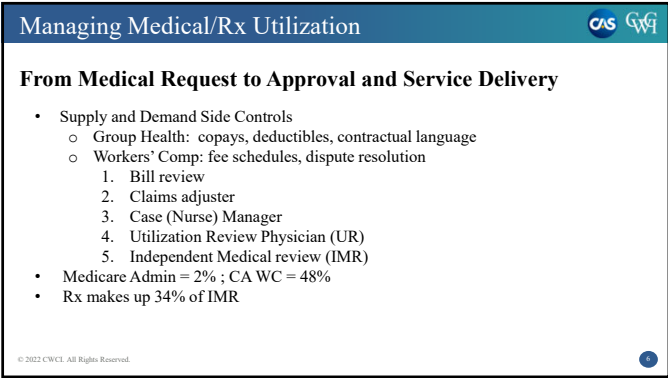 Managing Medical/Rx Utilization
CAS CWCI
From Medical Request to Approval and Service Delivery
• Supply and Demand Side Controls
o Group Health: copays, deductibles, contractual language
o Workers' Comp: fee schedules, dispute resolution
1. Bill review
2. Claims adjuster
3. Case (Nurse) Manager
4. Utilization Review Physician (UR)
5. Independent Medical review (IMR)
• Medicare Admin = 2% ; CA WC = 48%
• Rx makes up 34% of IMR
© 2022 CWCI. All Rights Reserved.
6